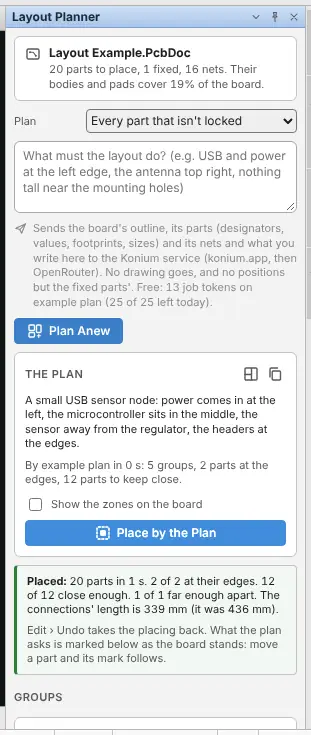 Layout Planner
Layout Example.PcbDoc
20 parts to place, 1 fixed, 16 nets. Their
bodies and pads cover 19% of the board.
Plan
Every part that isn't locked
What must the layout do? (e.g. USB and power
at the left edge, the antenna top right, nothing
tall near the mounting holes)
Sends the board's outline, its parts (designators,
values, footprints, sizes) and its nets and what you
write here to the Konium service (konium.app, then
OpenRouter). No drawing goes, and no positions
but the fixed parts'. Free: 13 job tokens on
example plan (25 of 25 left today).
Plan Anew
THE PLAN
A small USB sensor node: power comes in at the
left, the microcontroller sits in the middle, the
sensor away from the regulator, the headers at
the edges.
By example plan in 0 s: 5 groups, 2 parts at the
edges, 12 parts to keep close.
Show the zones on the board
Place by the Plan
Placed: 20 parts in 1 s. 2 of 2 at their edges. 12
of 12 close enough. 1 of 1 far enough apart. The
connections' length is 339 mm (it was 436 mm).
Edit › Undo takes the placing back. What the plan
asks is marked below as the board stands: move
a part and its mark follows.
GROUPS